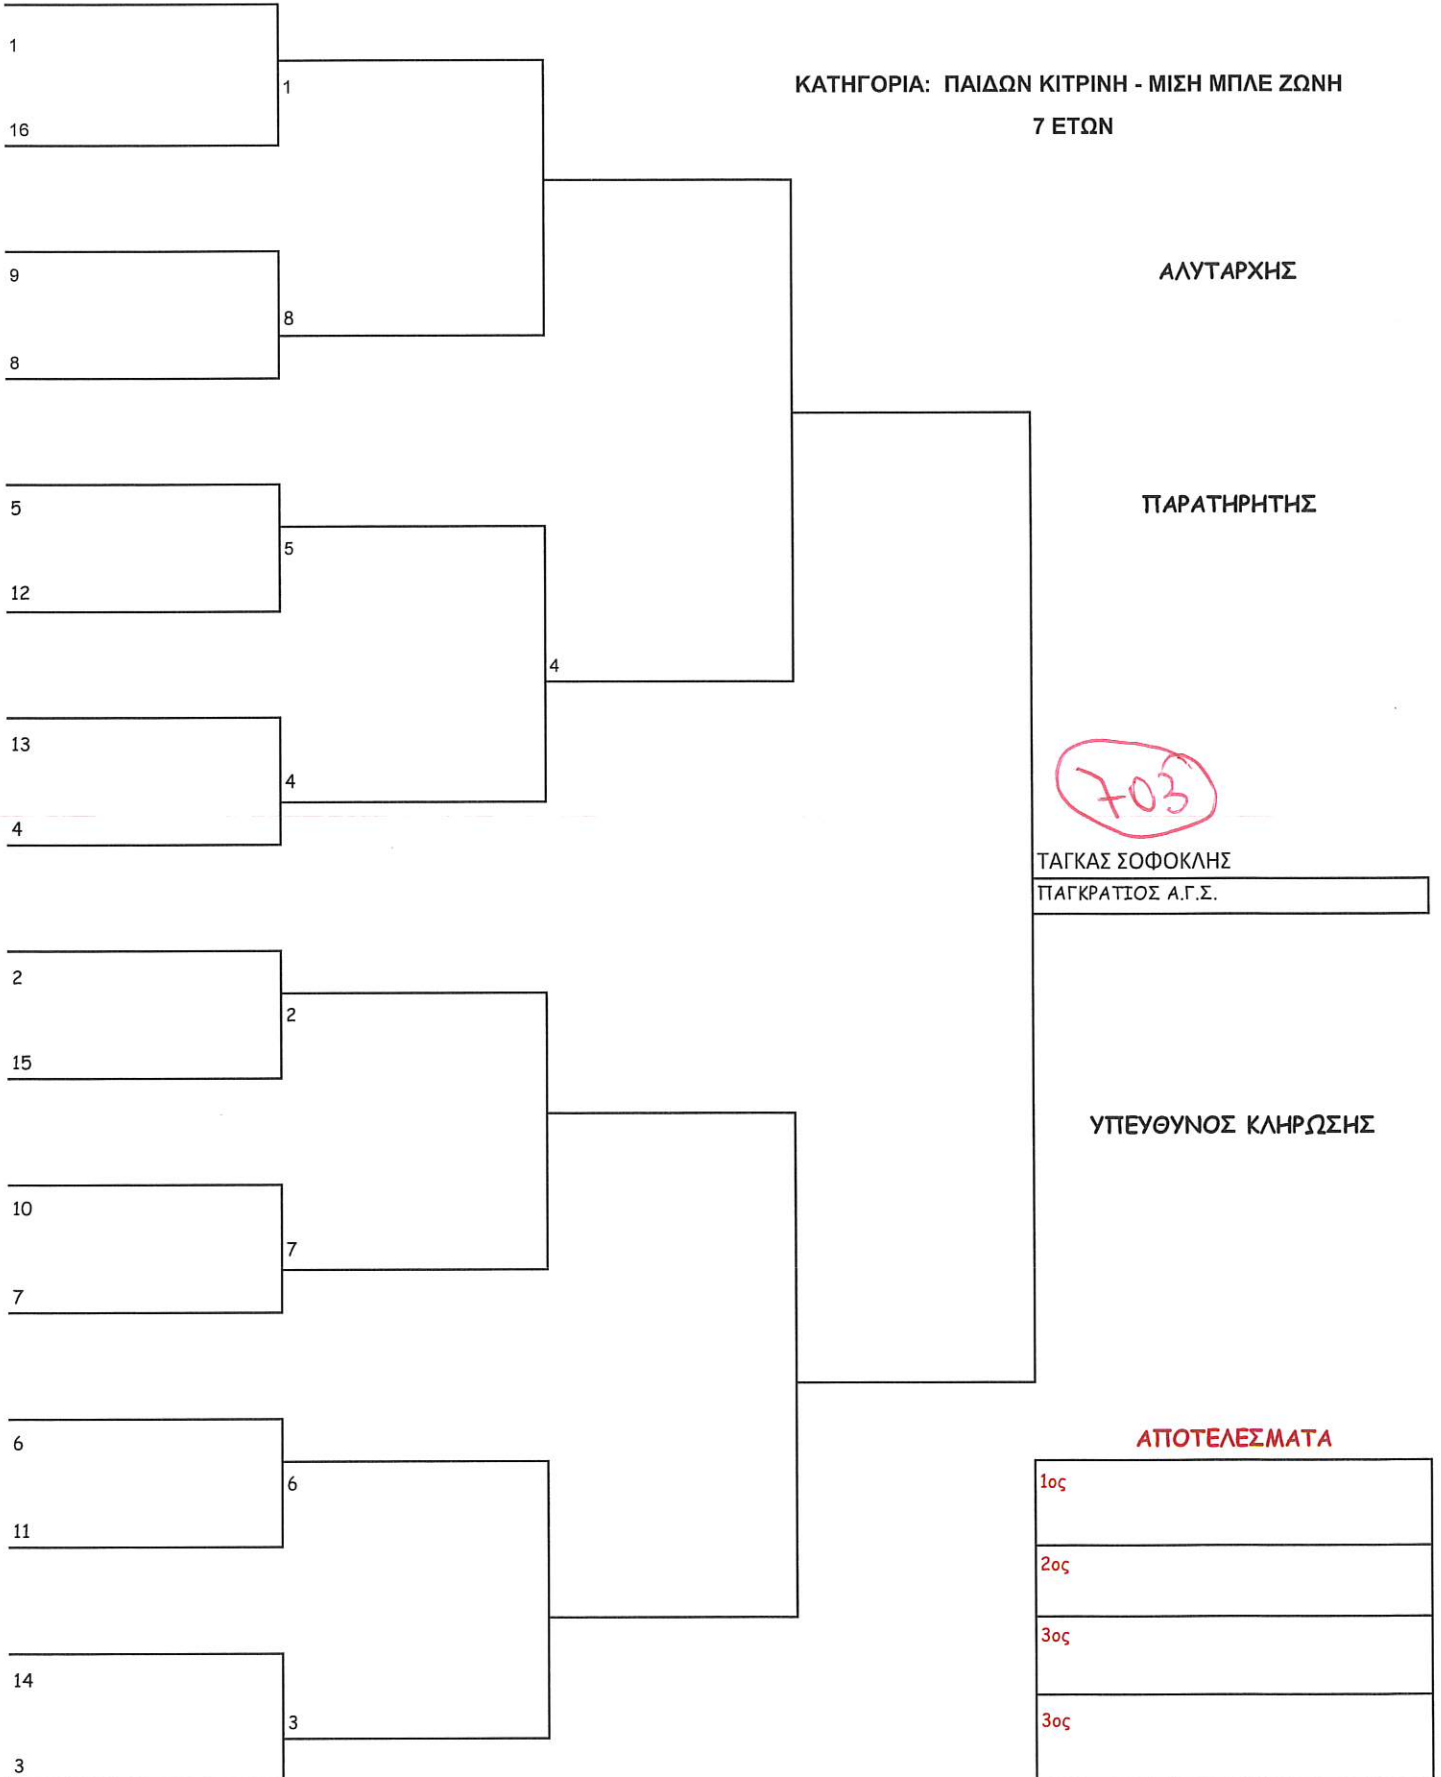 1
1
ΚΑΤΗΓΟΡΙΑ: ΠΑΙΔΩΝ ΚΙΤΡΙΝΗ - ΜΙΣΗ ΜΠΛΕ ΖΩΝΗ
7 ΕΤΩΝ
16
9
ΑΛΥΤΑΡΧΗΣ
8
8
5
ΠΑΡΑΤΗΡΗΤΗΣ
5
12
4
13
4
703
4
ΤΑΓΚΑΣ ΣΟΦΟΚΛΗΣ
ΠΑΓΚΡΑΤΙΟΣ Α.Γ.Σ.
2
2
15
ΥΠΕΥΘΥΝΟΣ ΚΛΗΡΩΣΗΣ
10
7
7
6
ΑΠΟΤΕΛΕΣΜΑΤΑ
6
1ος
11
2ος
3ος
14
3
3ος
3